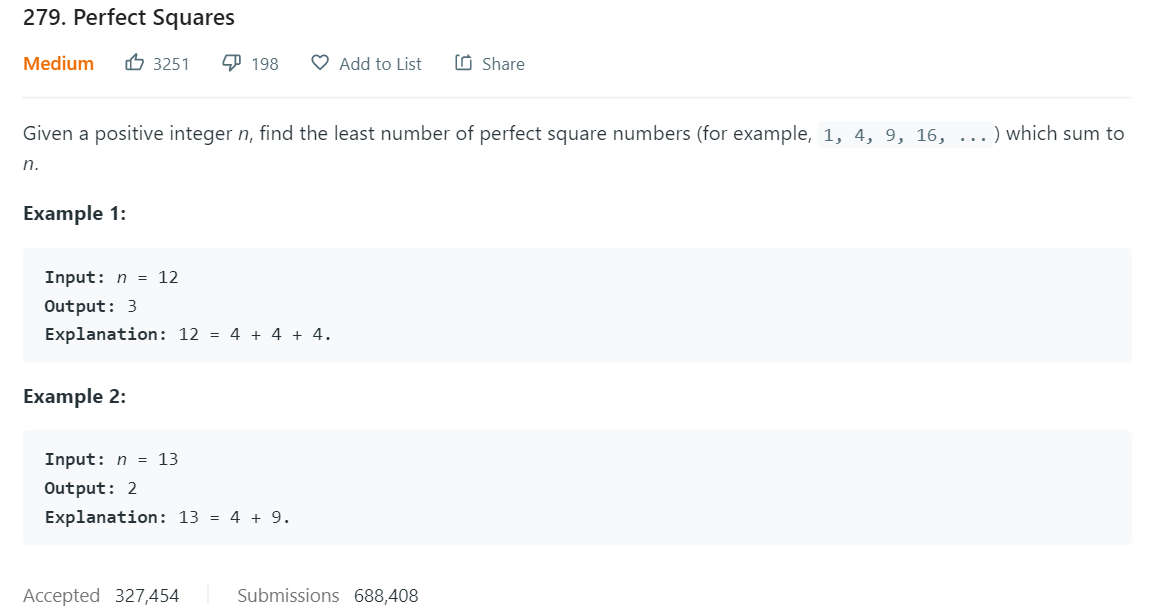 279. Perfect Squares
Medium 3251 198 Add to List Share
Given a positive integer n, find the least number of perfect square numbers (for example, 1, 4, 9, 16, ...) which sum to
n.
Example 1:
Input: n = 12
Output: 3
Explanation: 12 = 4 + 4 + 4.
Example 2:
Input: n = 13
Output: 2
Explanation: 13 = 4 + 9.
Accepted 327,454 Submissions 688,408